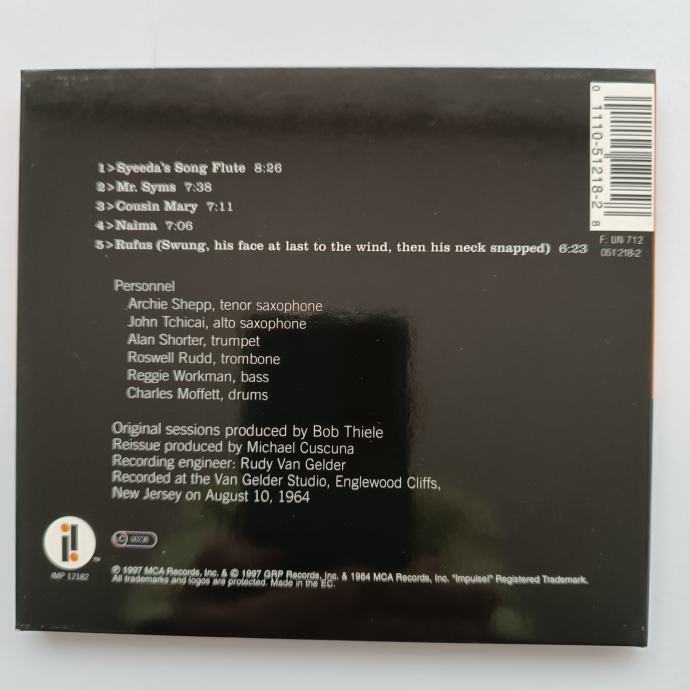 1>Syeeda's Song Flute 8:26
2>Mr. Syms 7:38
3>Cousin Mary 7:11
4>Naima 7:06
5>Rufus (Swung, his face at last to the wind, then his neck snapped) 6:23
Personnel
Archie Shepp, tenor saxophone
John Tchicai, alto saxophone
Alan Shorter, trumpet
Roswell Rudd, trombone
Reggie Workman, bass
Charles Moffett, drums
Original sessions produced by Bob Thiele
Reissue produced by Michael Cuscuna
Recording engineer: Rudy Van Gelder
Recorded at the Van Gelder Studio, Englewood Cliffs,
New Jersey on August 10, 1964
i!
™
IMP 12182
LC 00236
℗ 1997 MCA Records, Inc. & © 1997 GRP Records, Inc. & 1964 MCA Records, Inc. "Impulse!" Registered Trademark.
All trademarks and logos are protected. Made in the EC.
0 1110-51218-2 8
F: UN 712
051 218-2